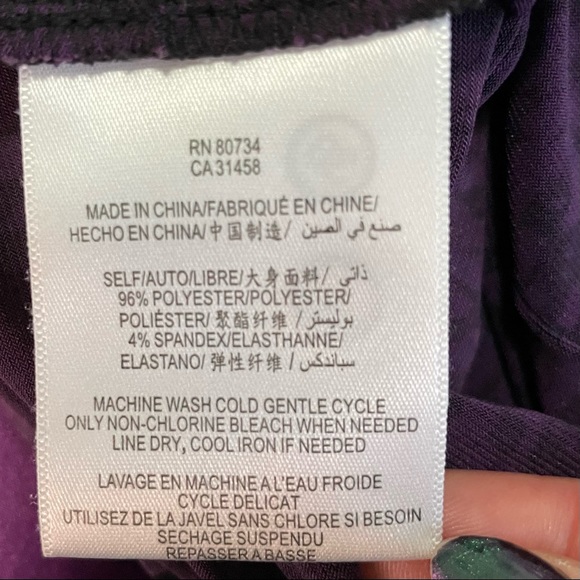 RN 80734
CA 31458
MADE IN CHINA/FABRIQUÉ EN CHINE/
HECHO EN CHINA/中国制造/ صنع في الصين
SELF/AUTO/LIBRE/大身面料/ ذاتي
96% POLYESTER/POLYESTER/
POLIÉSTER/ 聚酯纤维 / بوليستر
4% SPANDEX/ELASTHANNE/
ELASTANO/ 弹性纤维 / سباندكس
MACHINE WASH COLD GENTLE CYCLE
ONLY NON-CHLORINE BLEACH WHEN NEEDED
LINE DRY, COOL IRON IF NEEDED
LAVAGE EN MACHINE A L'EAU FROIDE
CYCLE DELICAT
UTILISEZ DE LA JAVEL SANS CHLORE SI BESOIN
SECHAGE SUSPENDU
REPASSER A BASSE